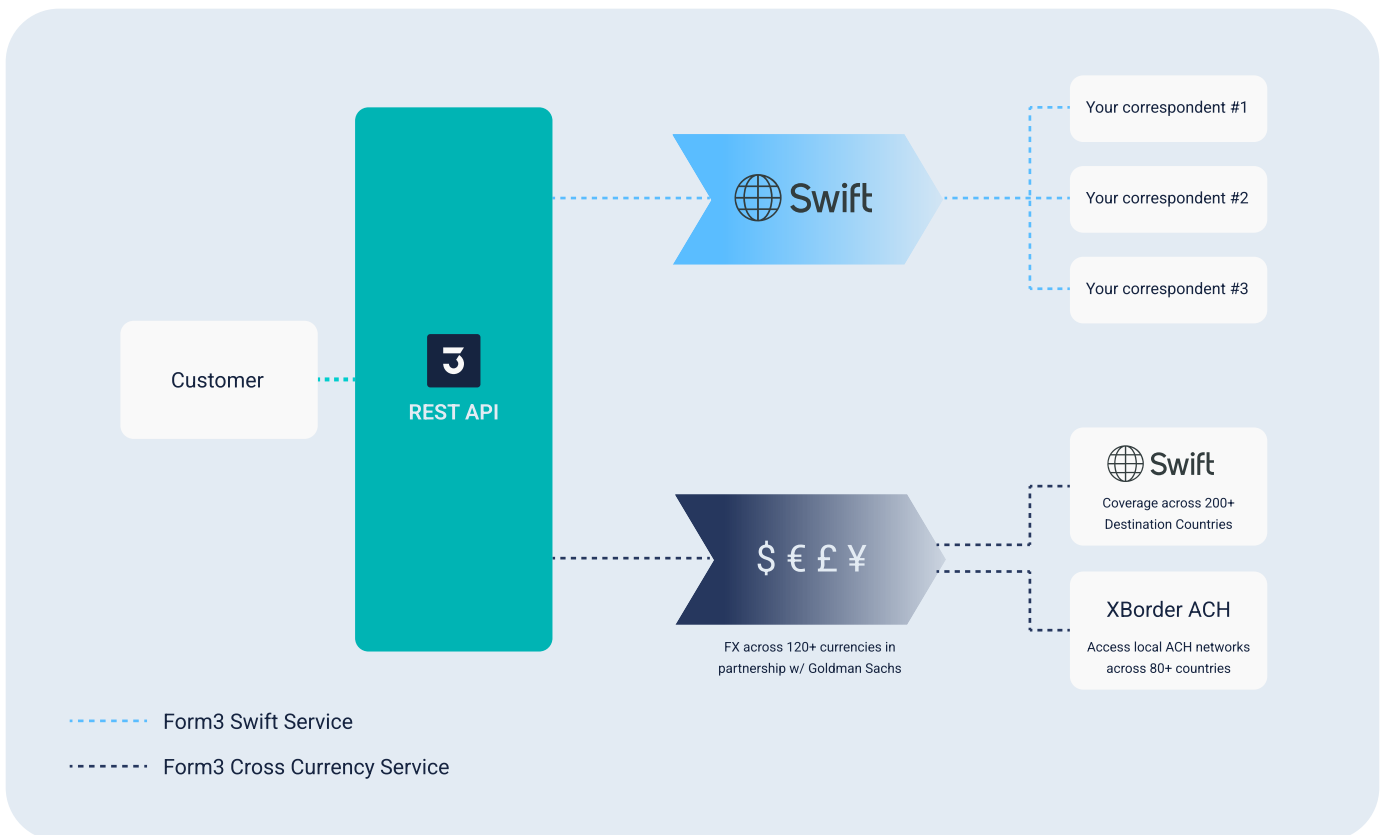 Customer
3
REST API
Swift
Your correspondent #1
Your correspondent #2
Your correspondent #3
$ € £ ¥
FX across 120+ currencies in
partnership w/ Goldman Sachs
Swift
Coverage across 200+
Destination Countries
XBorder ACH
Access local ACH networks
across 80+ countries
Form3 Swift Service
Form3 Cross Currency Service